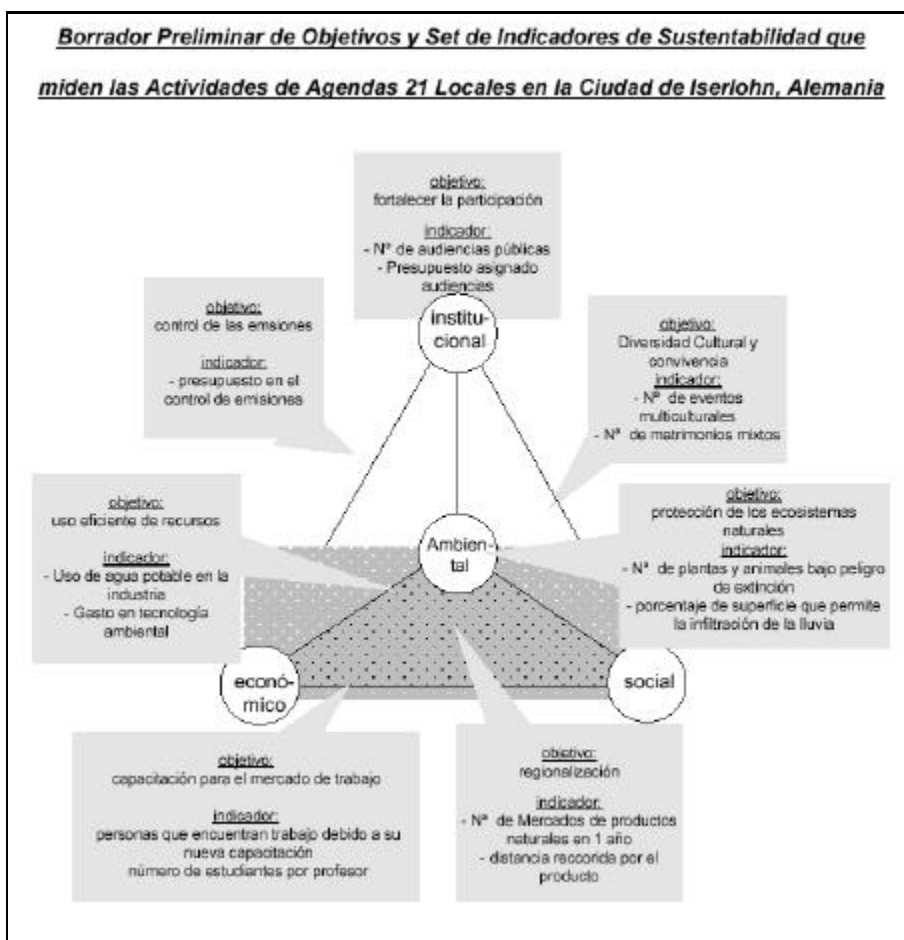 Borrador Preliminar de Objetivos y Set de Indicadores de Sustentabilidad que
miden las Actividades de Agendas 21 Locales en la Ciudad de Iserlohn, Alemania
objetivo:
fortalecer la participación
indicador:
- Nº de audiencias públicas
- Presupuesto asignado
audiencias
institu-
cional
objetivo:
control de las emsiones
indicador:
- presupuesto en el
control de emisiones
objetivo:
Diversidad Cultural y
convivencia
indicador:
- Nª de eventos
multiculturales
- Nª de matrimonios mixtos
objetivo:
uso eficiente de recursos
indicador:
- Uso de agua potable en la
industria
- Gasto en tecnología
ambiental
Ambien-
tal
objetivo:
protección de los ecosistemas
naturales
indicador:
- Nª de plantas y animales bajo peligro
de extinción
- porcentaje de superficie que permite
la infiltración de la lluvia
econó-
mico
social
objetivo:
capacitación para el mercado de trabajo
indicador:
personas que encuentran trabajo debido a su
nueva capacitación
número de estudiantes por profesor
objetivo:
regionalización
indicador:
- Nª de Mercados de productos
naturales en 1 año
- distancia recorrida por el
producto